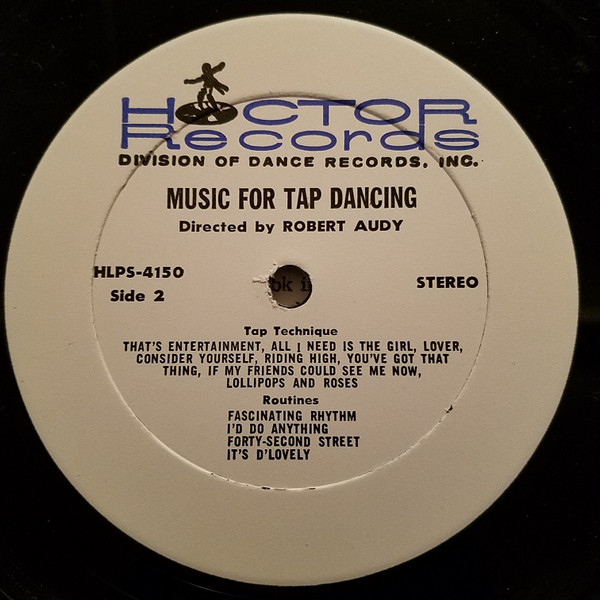 HOCTOR
Records
DIVISION OF DANCE RECORDS, INC.
MUSIC FOR TAP DANCING
Directed by ROBERT AUDY
HLPS-4150
Side 2
STEREO
Tap Technique
THAT'S ENTERTAINMENT, ALL I NEED IS THE GIRL, LOVER,
CONSIDER YOURSELF, RIDING HIGH, YOU'VE GOT THAT
THING, IF MY FRIENDS COULD SEE ME NOW,
LOLLIPOPS AND ROSES
Routines
FASCINATING RHYTHM
I'D DO ANYTHING
FORTY-SECOND STREET
IT'S D'LOVELY